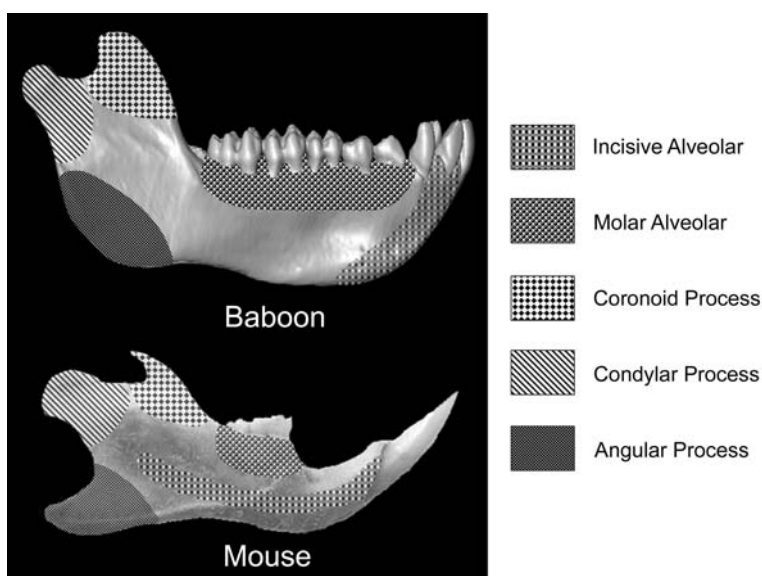 Baboon
Mouse
Incisive Alveolar
Molar Alveolar
Coronoid Process
Condylar Process
Angular Process